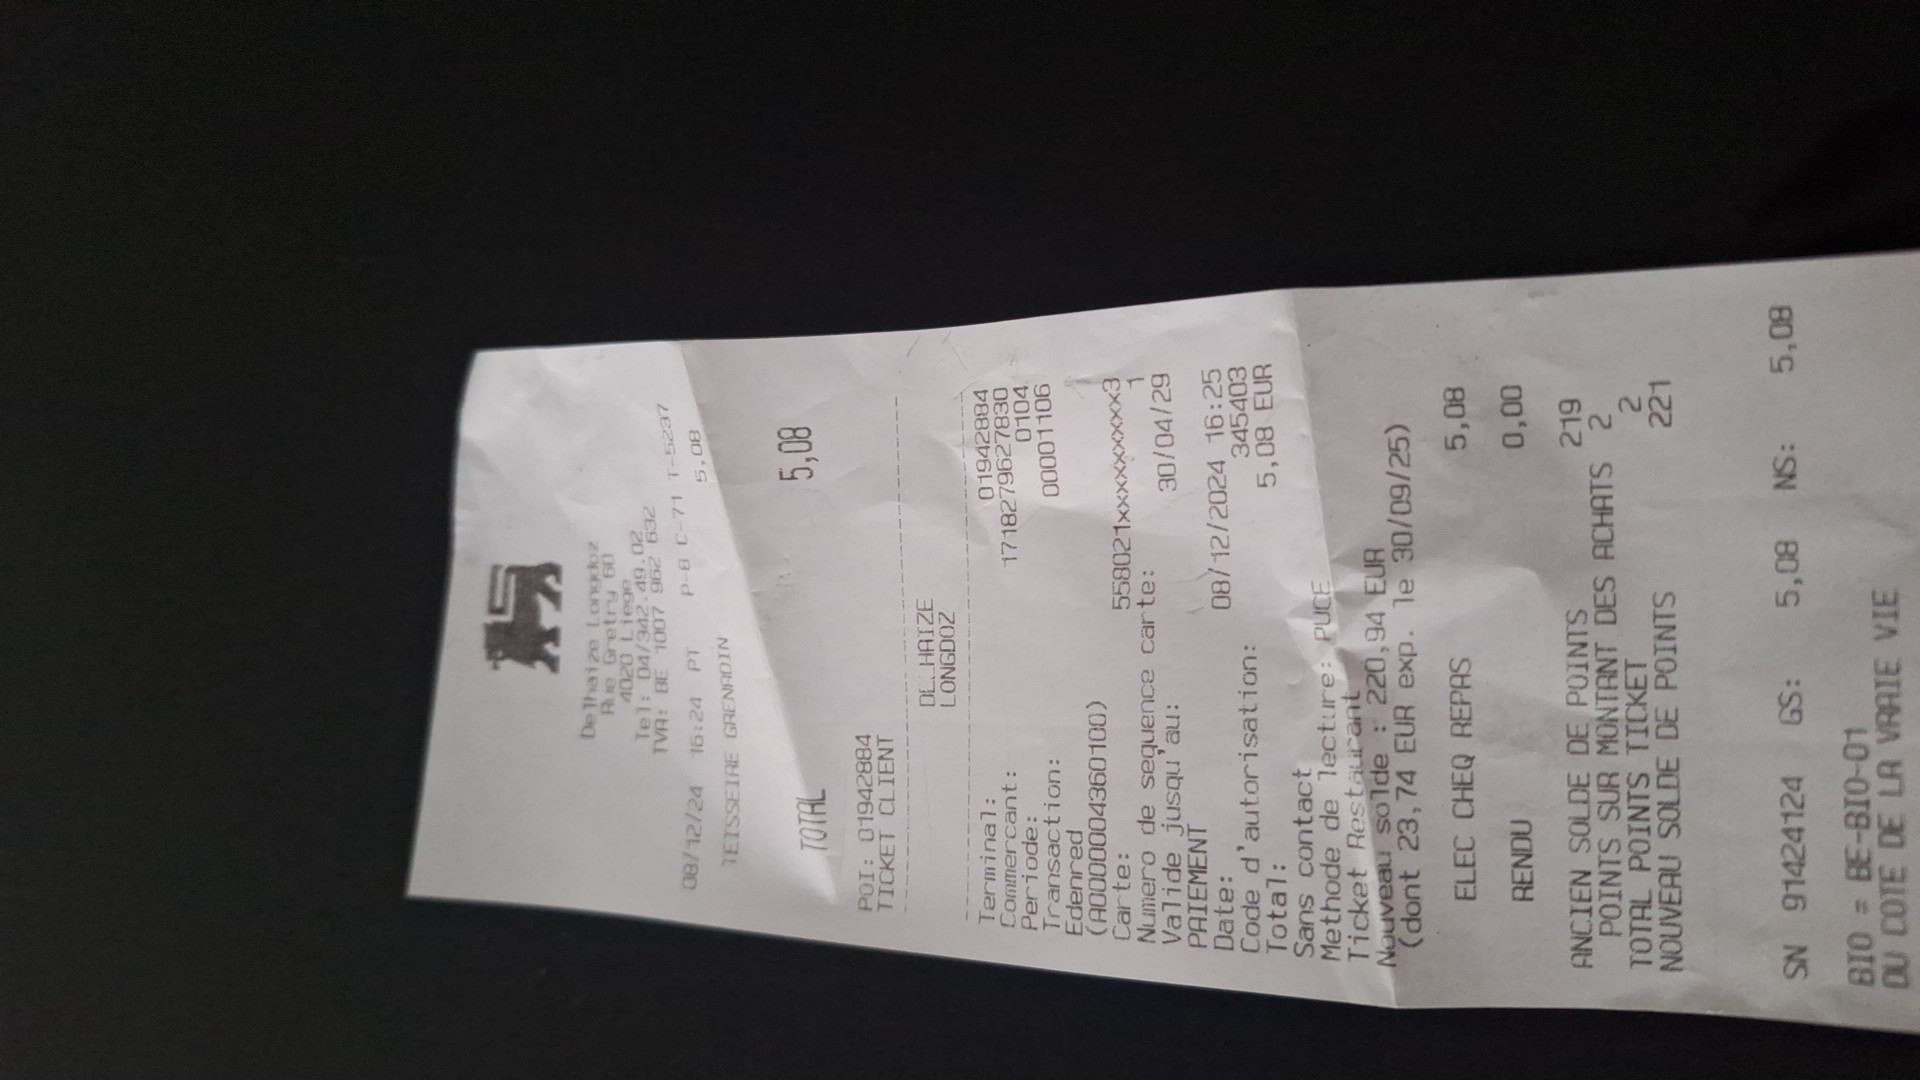 Delhaize Longdoz
Rue Gretry 60
4020 Liege
Tel: 04/342.49.02
TVA: BE 1007 962 632
08/12/24 16:24 PT P-8 C-71 T-5237
TEISSEIRE GRENADIN 5,08
TOTAL 5,08
POI: 01942884
TICKET CLIENT
DELHAIZE
LONGDOZ
Terminal: 01942884
Commercant: 1718279627830
Periode: 0104
Transaction: 00001106
Edenred
(A0000004360100)
Carte: 558021xxxxxxxxxxxx3
Numero de sequence carte: 1
Valide jusqu'au: 30/04/29
PAIEMENT
Date: 08/12/2024 16:25
Code d'autorisation: 345403
Total: 5,08 EUR
Sans contact
Methode de lecture: PUCE
Ticket Restaurant
Nouveau solde : 220,94 EUR
(dont 23,74 EUR exp. le 30/09/25)
ELEC CHEQ REPAS 5,08
RENDU 0,00
ANCIEN SOLDE DE POINTS 219
POINTS SUR MONTANT DES ACHATS 2
TOTAL POINTS TICKET 2
NOUVEAU SOLDE DE POINTS 221
SN 91424124 GS: 5,08 NS: 5,08
BIO = BE-BIO-01
DU COTE DE LA VRAIE VIE